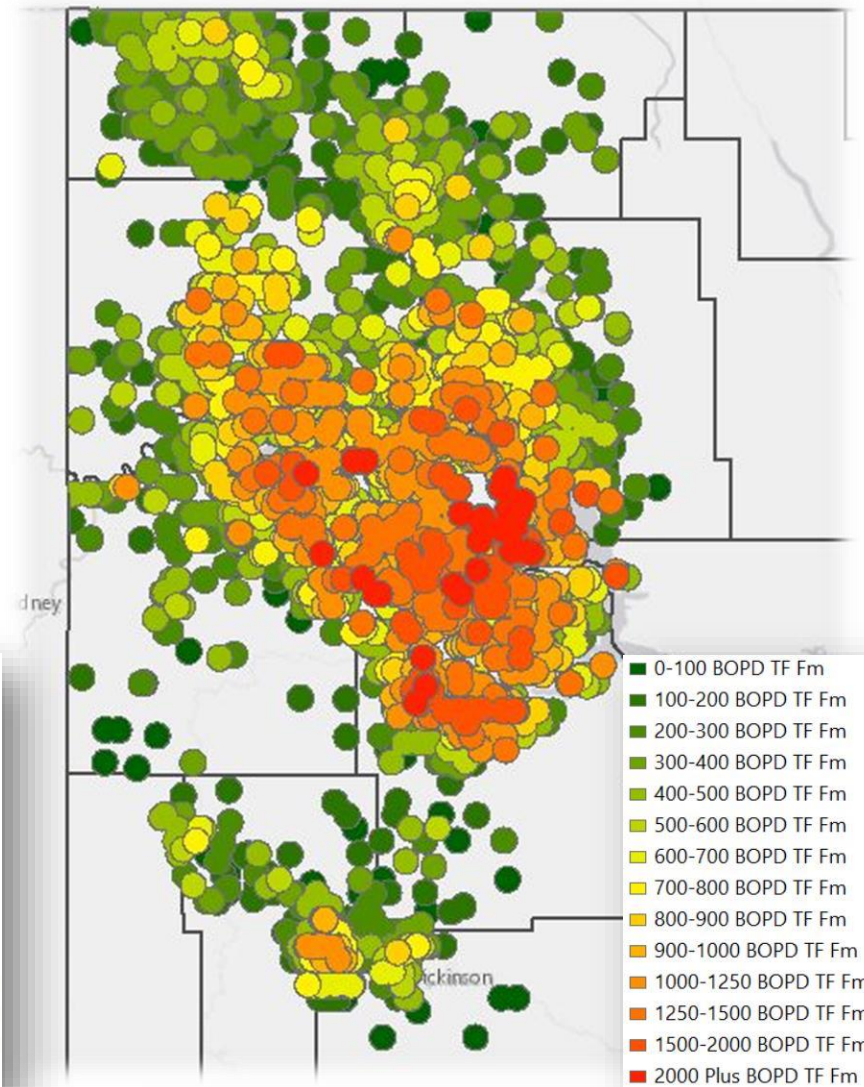 dney
ickinson
0-100 BOPD TF Fm
100-200 BOPD TF Fm
200-300 BOPD TF Fm
300-400 BOPD TF Fm
400-500 BOPD TF Fm
500-600 BOPD TF Fm
600-700 BOPD TF Fm
700-800 BOPD TF Fm
800-900 BOPD TF Fm
900-1000 BOPD TF Fm
1000-1250 BOPD TF Fm
1250-1500 BOPD TF Fm
1500-2000 BOPD TF Fm
2000 Plus BOPD TF Fm